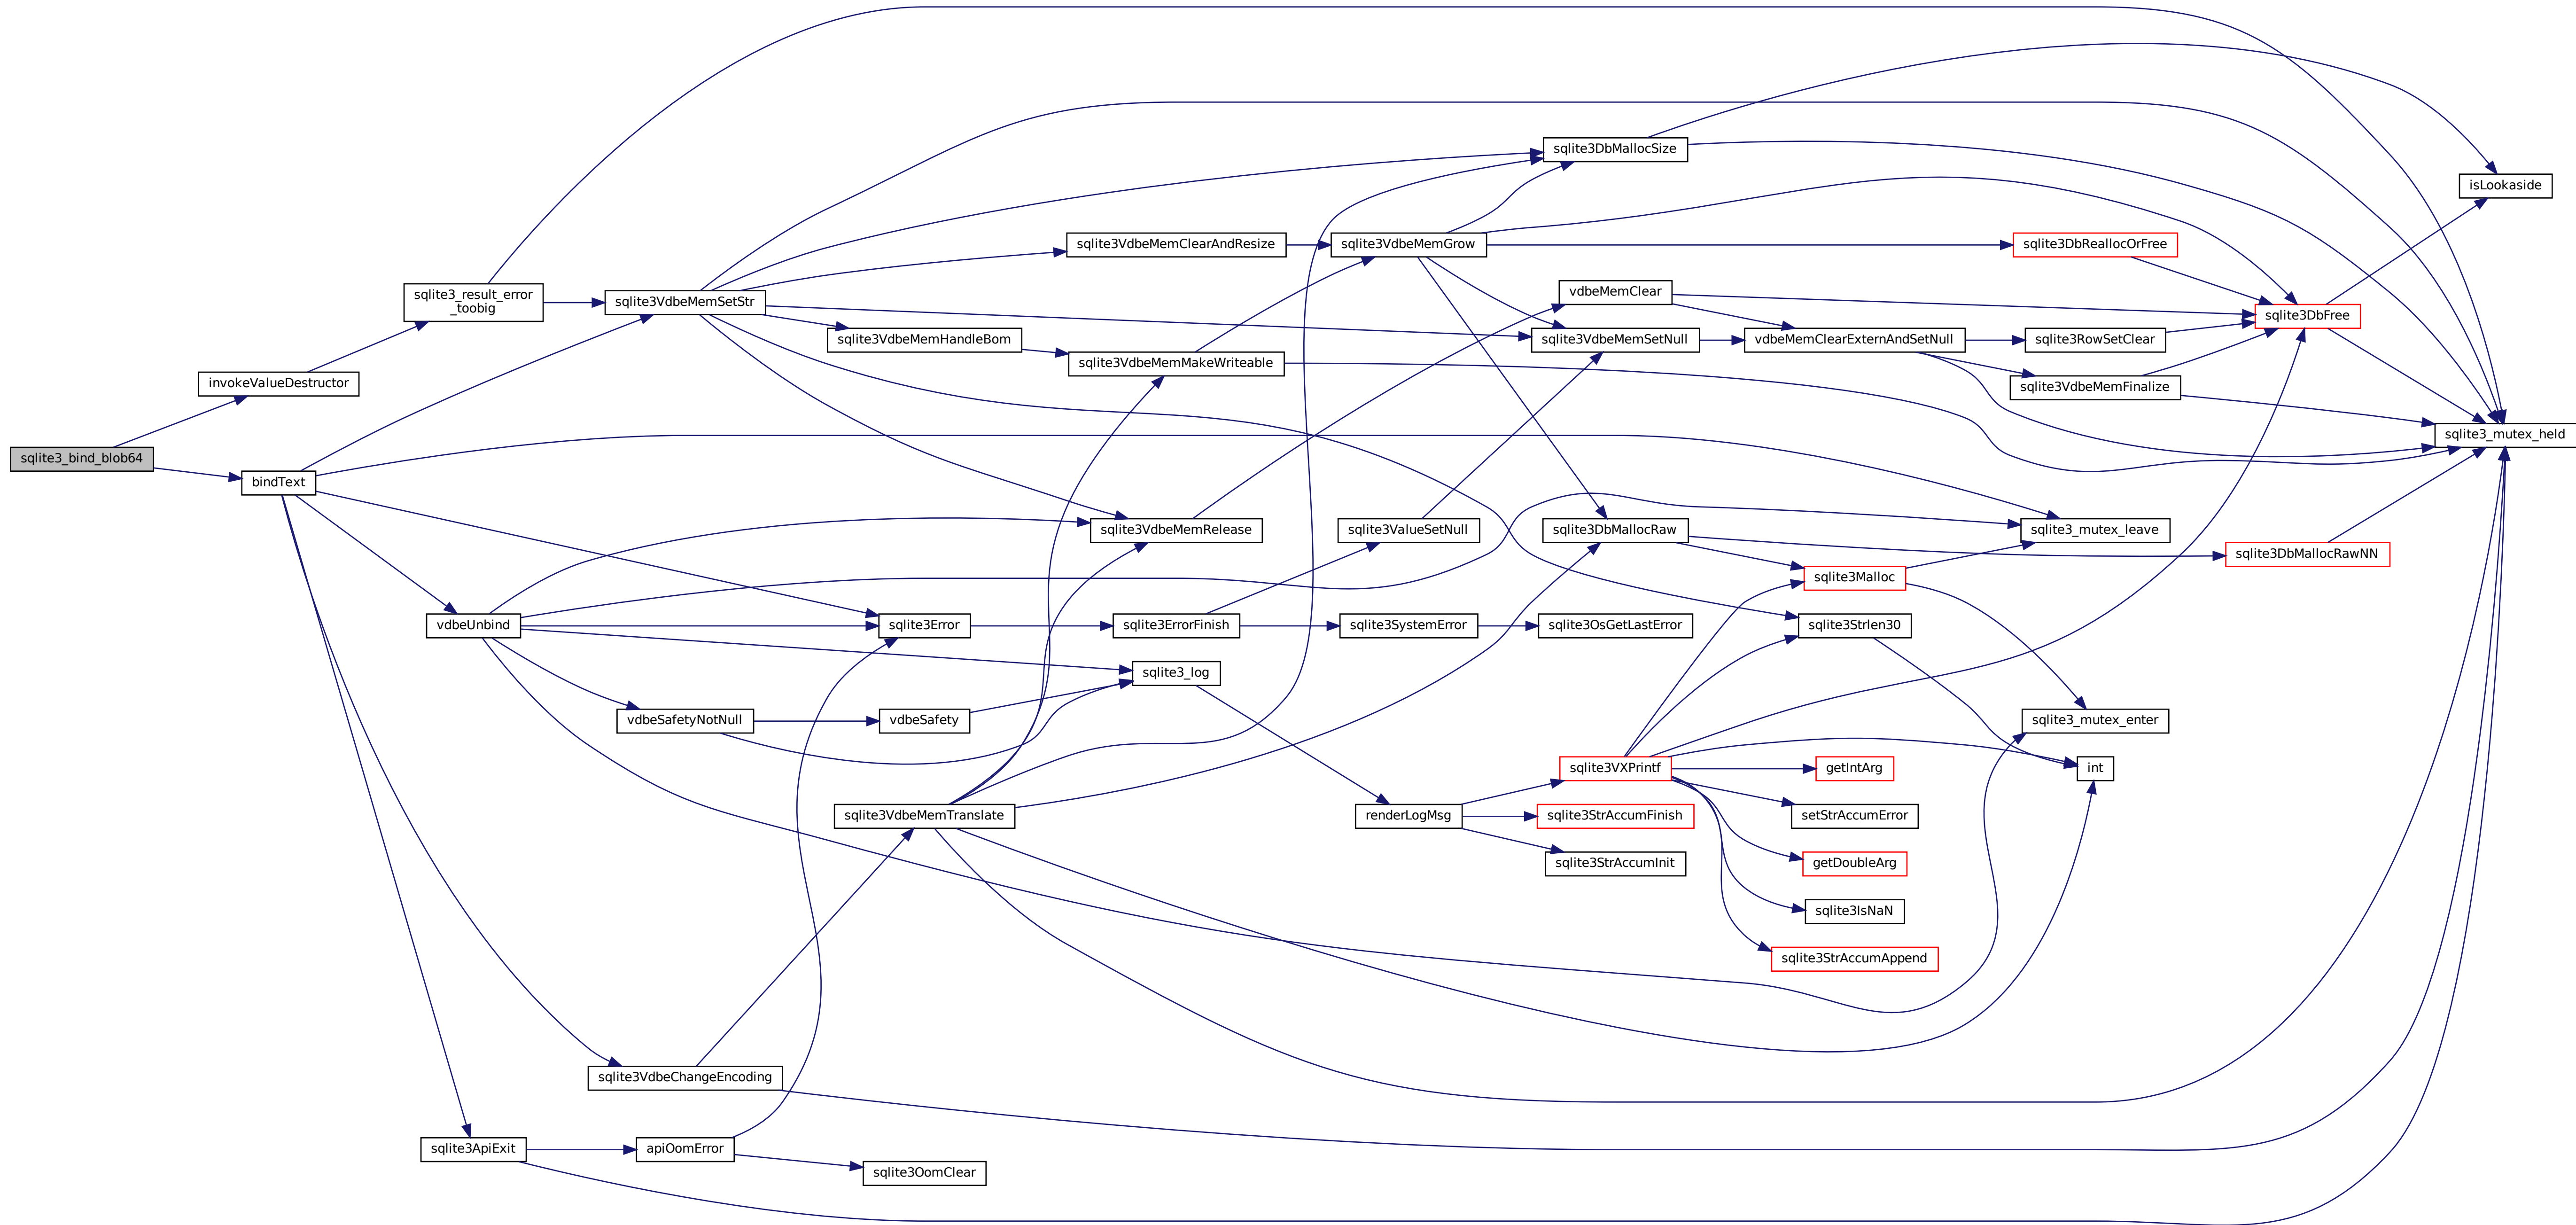 sqlite3_bind_blob64
invokeValueDestructor
bindText
sqlite3_result_error
_toobig
vdbeUnbind
sqlite3ApiExit
sqlite3VdbeMemSetStr
vdbeSafetyNotNull
sqlite3VdbeChangeEncoding
apiOomError
sqlite3VdbeMemHandleBom
sqlite3Error
vdbeSafety
sqlite3VdbeMemTranslate
sqlite3OomClear
sqlite3VdbeMemClearAndResize
sqlite3VdbeMemMakeWriteable
sqlite3VdbeMemRelease
sqlite3ErrorFinish
sqlite3_log
sqlite3VdbeMemGrow
sqlite3ValueSetNull
sqlite3SystemError
renderLogMsg
sqlite3DbMallocSize
vdbeMemClear
sqlite3VdbeMemSetNull
sqlite3DbMallocRaw
sqlite3OsGetLastError
sqlite3VXPrintf
sqlite3StrAccumFinish
sqlite3StrAccumInit
vdbeMemClearExternAndSetNull
sqlite3Malloc
sqlite3Strlen30
getIntArg
setStrAccumError
getDoubleArg
sqlite3IsNaN
sqlite3StrAccumAppend
sqlite3DbReallocOrFree
sqlite3RowSetClear
sqlite3VdbeMemFinalize
sqlite3_mutex_leave
sqlite3_mutex_enter
int
sqlite3DbFree
sqlite3DbMallocRawNN
isLookaside
sqlite3_mutex_held